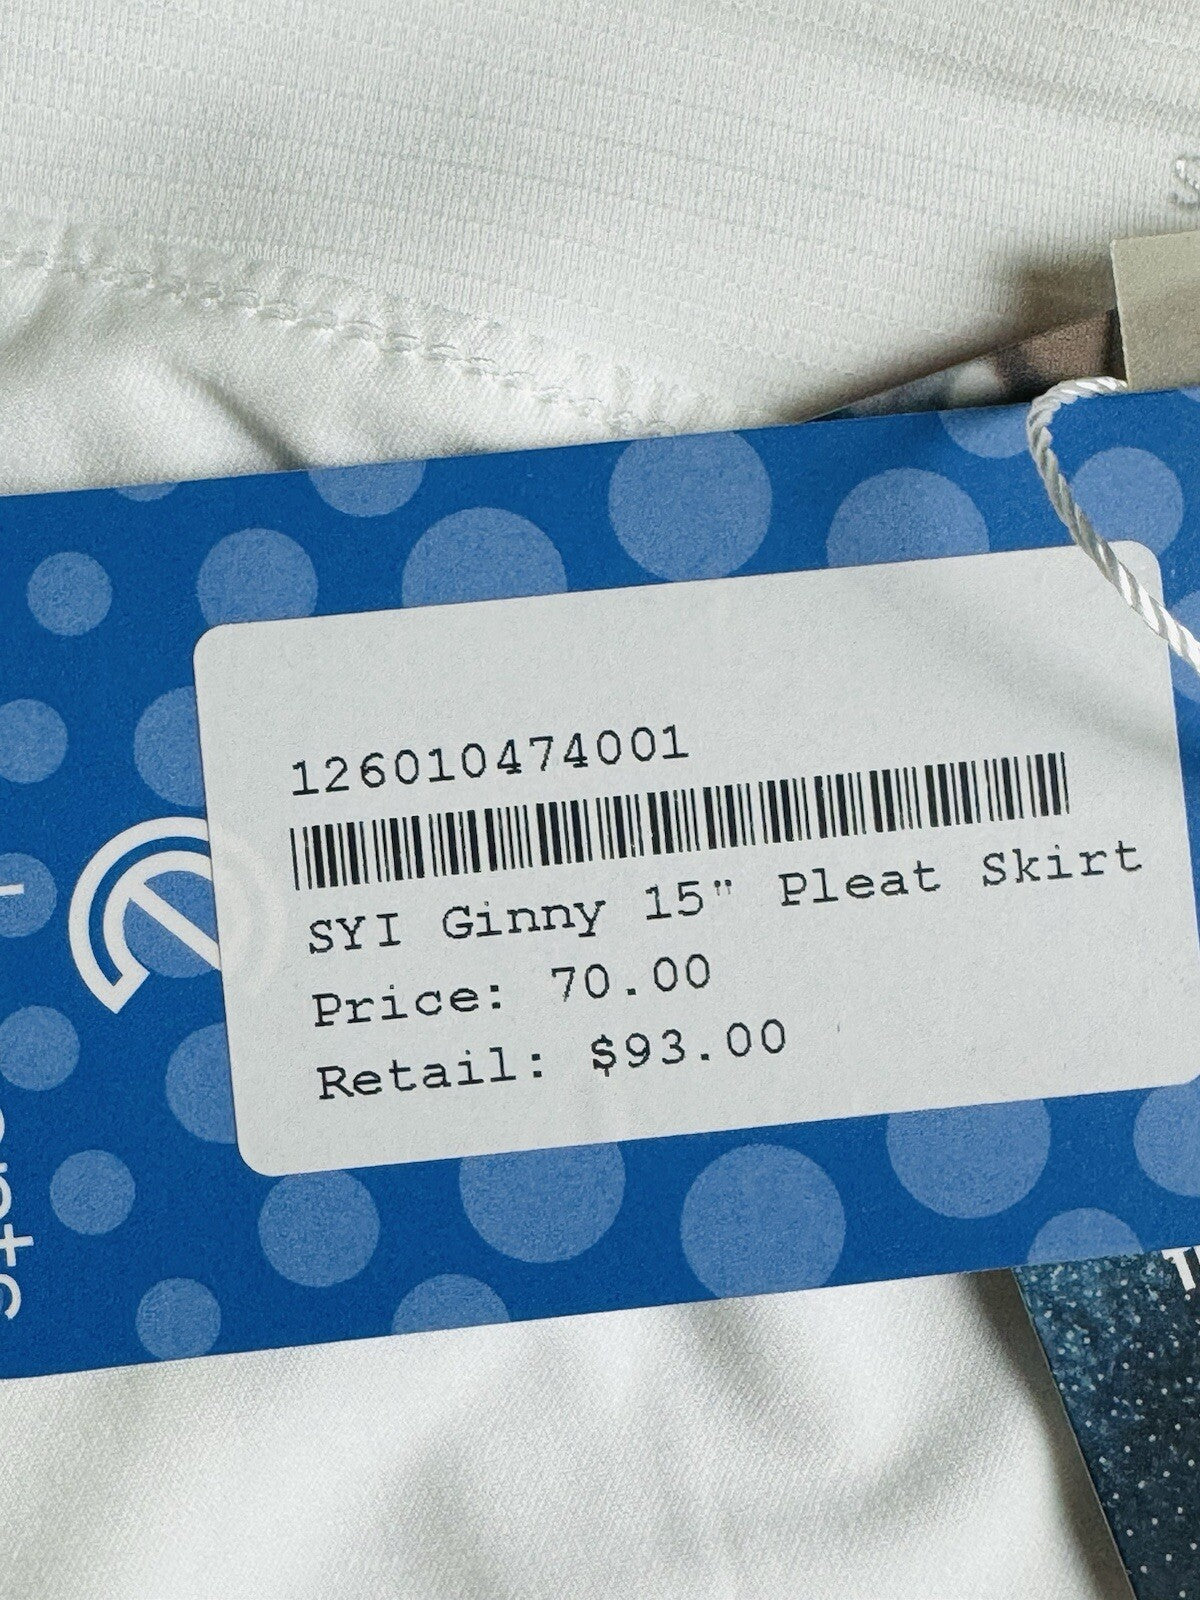 126010474001
SYI Ginny 15" Pleat Skirt
Price: 70.00
Retail: $93.00